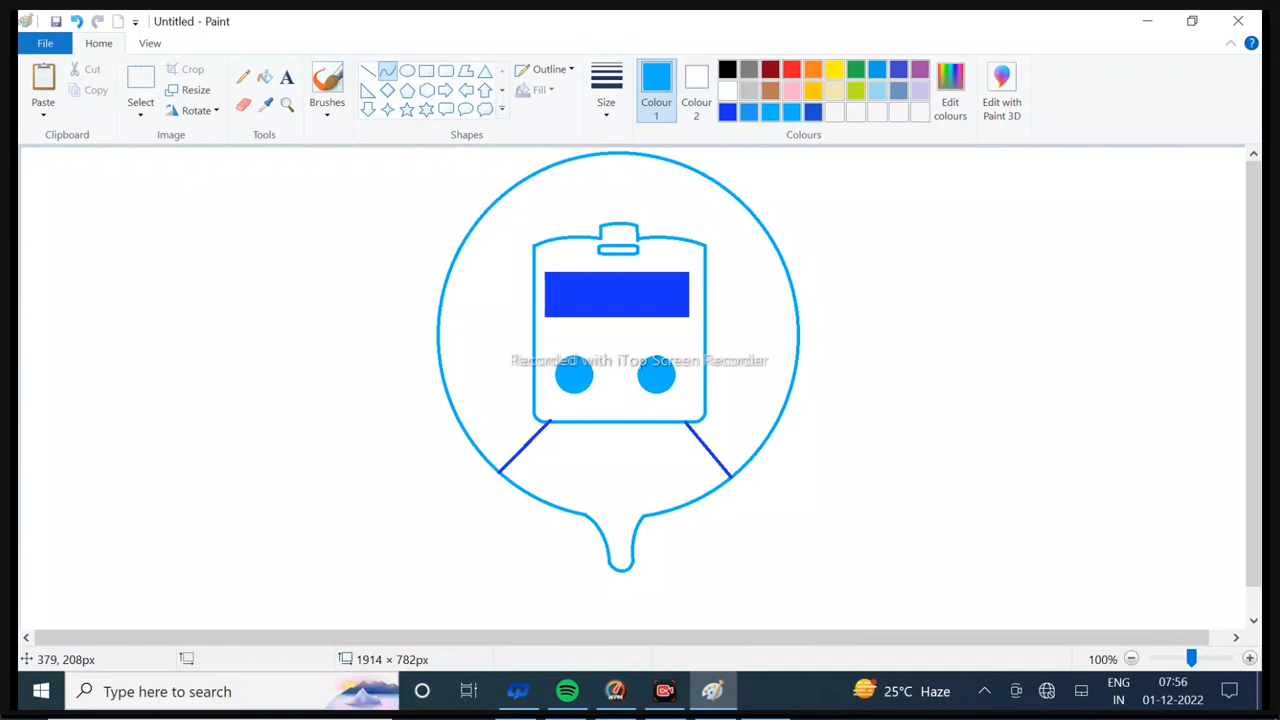 Untitled - Paint
File
Home
View
Paste
Cut
Copy
Clipboard
Select
Crop
Resize
Rotate
Image
A
Tools
Brushes
Outline
Fill
Shapes
Size
Colour 1
Colour 2
Edit colours
Edit with Paint 3D
Colours
Recorded with iTop Screen Recorder
379, 208px
1914 × 782px
100%
Type here to search
25°C Haze
ENG
IN
07:56
01-12-2022